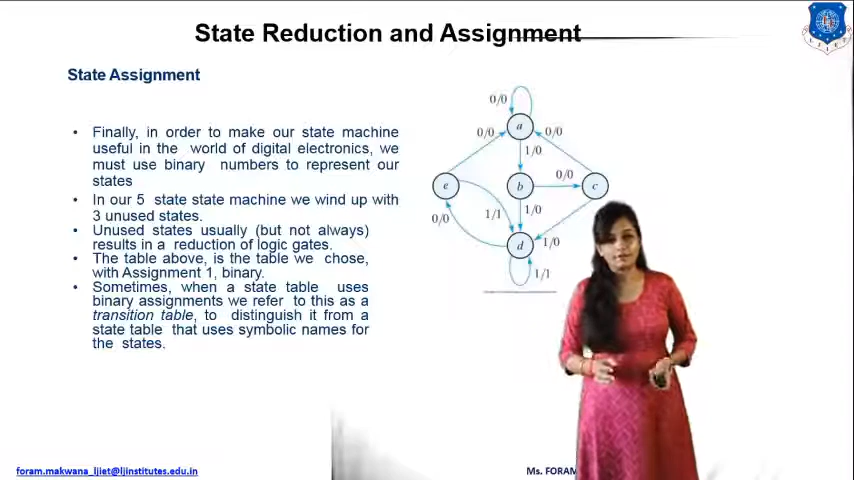 State Reduction and Assignment
State Assignment
• Finally, in order to make our state machine
useful in the world of digital electronics, we
must use binary numbers to represent our
states
• In our 5 state state machine we wind up with
3 unused states.
• Unused states usually (but not always)
results in a reduction of logic gates.
• The table above, is the table we chose,
with Assignment 1, binary.
• Sometimes, when a state table uses
binary assignments we refer to this as a
transition table, to distinguish it from a
state table that uses symbolic names for
the states.
0/0
a
0/0
0/0
1/0
e
b
0/0
c
0/0
1/1
1/0
d
1/0
1/1
foram.makwana_ljiet@ljinstitutes.edu.in
Ms. FORAM